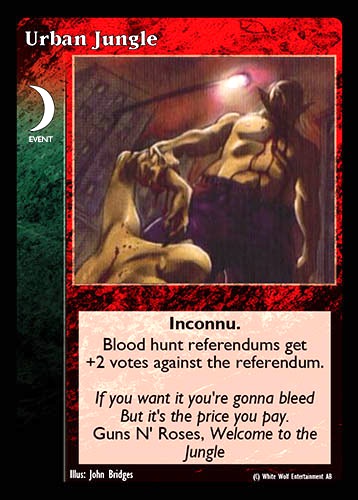 Urban Jungle
EVENT
Inconnu.
Blood hunt referendums get
+2 votes against the referendum.
If you want it you're gonna bleed
But it's the price you pay.
Guns N' Roses, Welcome to the
Jungle
Illus: John Bridges
(C) White Wolf Entertainment AB